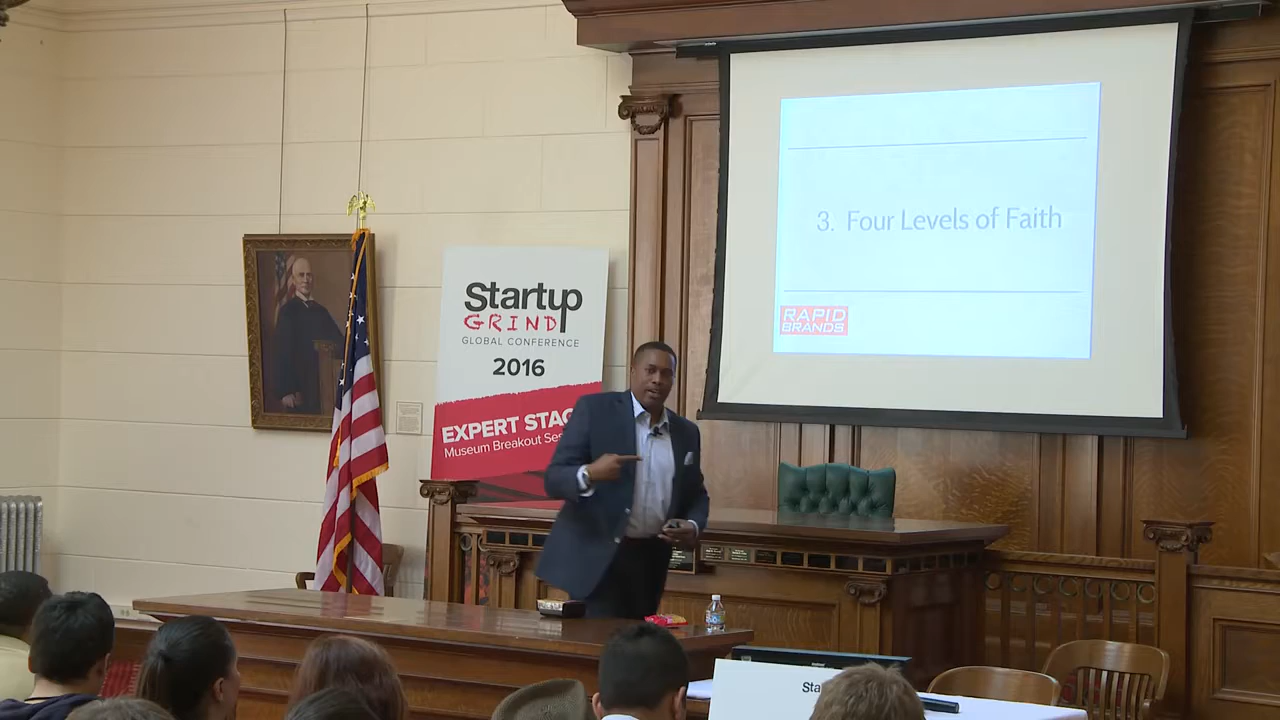 3. Four Levels of Faith
RAPID
BRANDS
Startup
GRIND
GLOBAL CONFERENCE
2016
EXPERT STAG
Museum Breakout Ses
Sta